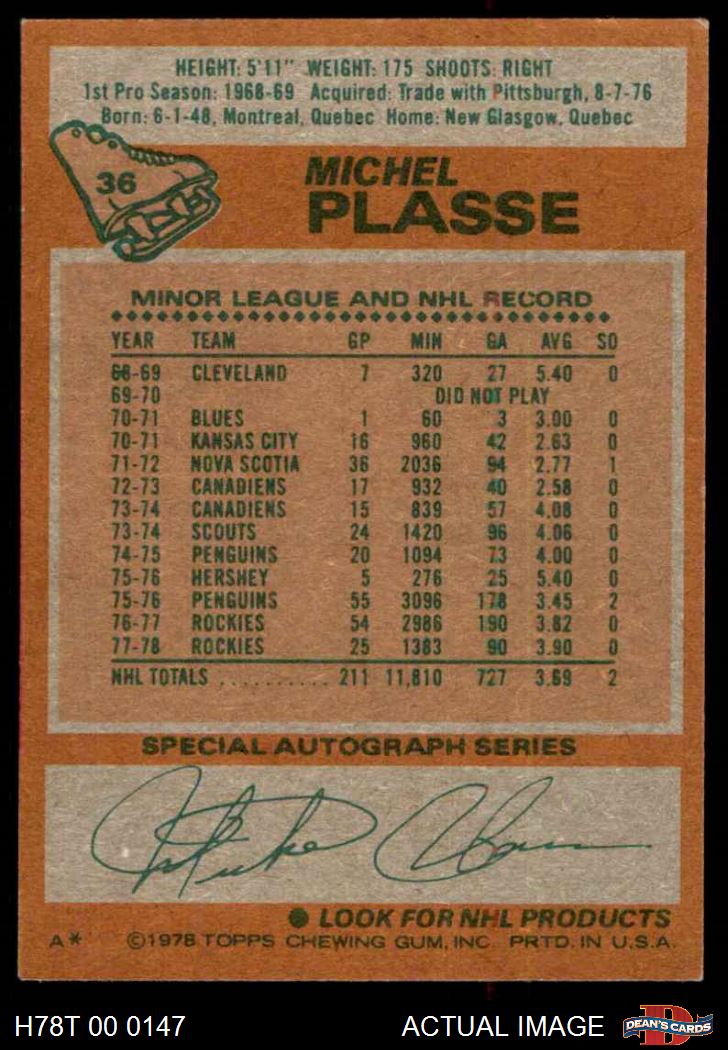 HEIGHT: 5'11" WEIGHT: 175 SHOOTS: RIGHT
1st Pro Season: 1968-69 Acquired: Trade with Pittsburgh, 8-7-76
Born: 6-1-48, Montreal, Quebec Home: New Glasgow, Quebec
36
MICHEL
PLASSE
MINOR LEAGUE AND NHL RECORD
YEAR TEAM GP MIN GA AVG SO
68-69 CLEVELAND 7 320 27 5.40 0
69-70 DID NOT PLAY
70-71 BLUES 1 60 3 3.00 0
70-71 KANSAS CITY 16 960 42 2.63 0
71-72 NOVA SCOTIA 36 2036 94 2.77 1
72-73 CANADIENS 17 932 40 2.58 0
73-74 CANADIENS 15 839 57 4.08 0
73-74 SCOUTS 24 1420 96 4.06 0
74-75 PENGUINS 20 1094 73 4.00 0
75-76 HERSHEY 5 276 25 5.40 0
75-76 PENGUINS 55 3096 178 3.45 2
76-77 ROCKIES 54 2986 190 3.82 0
77-78 ROCKIES 25 1383 90 3.90 0
NHL TOTALS .......... 211 11,810 727 3.69 2
SPECIAL AUTOGRAPH SERIES
● LOOK FOR NHL PRODUCTS
A* ©1978 TOPPS CHEWING GUM, INC. PRTD. IN U.S.A.
H78T 00 0147 ACTUAL IMAGE
D
DEAN'S CARDS